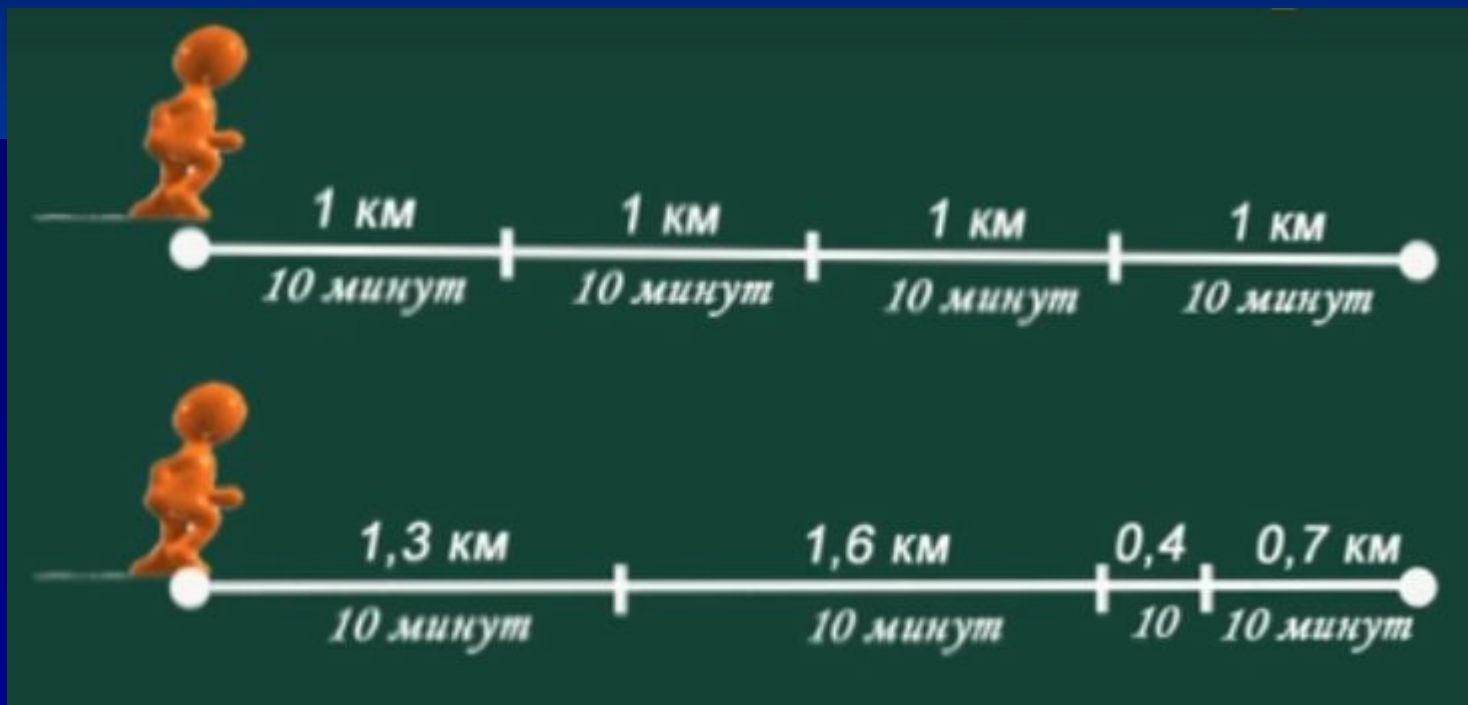 1 км 1 км 1 км 1 км
10 минут 10 минут 10 минут 10 минут
1,3 км 1,6 км 0,4 0,7 км
10 минут 10 минут 10 10 минут